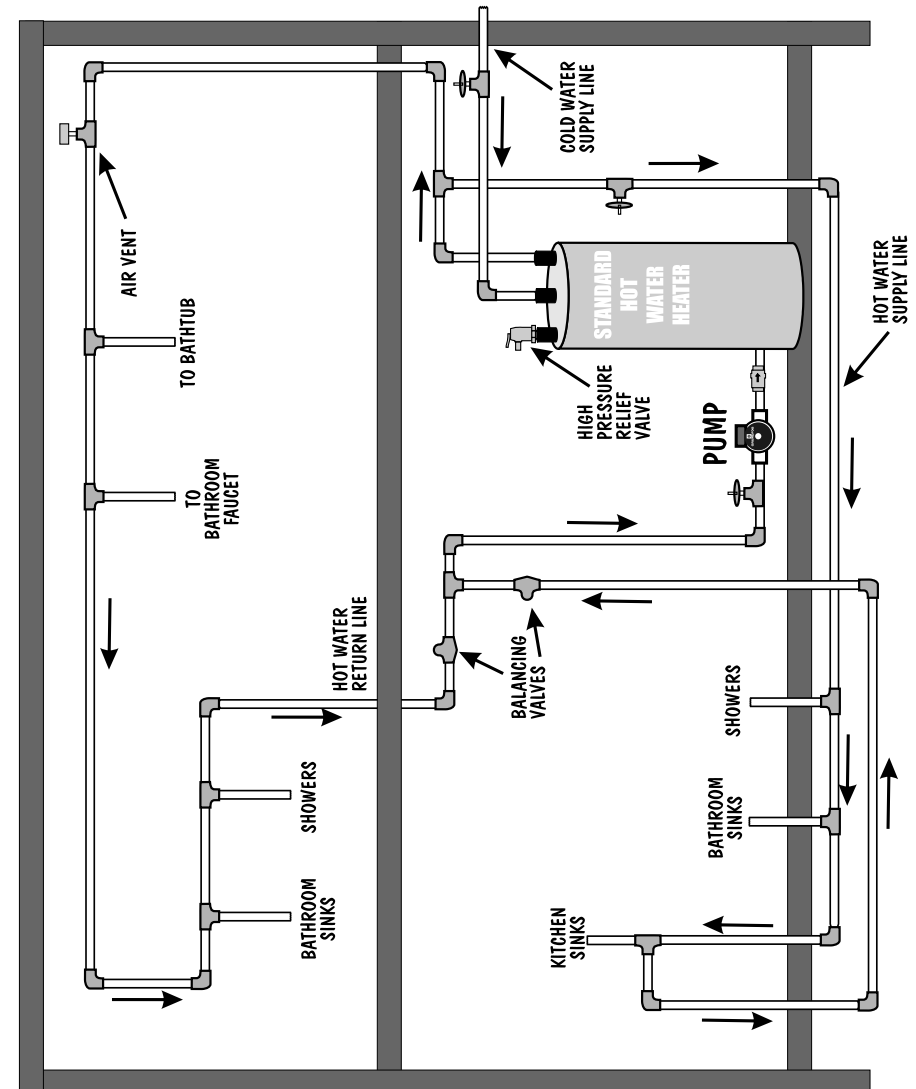 COLD WATER
SUPPLY LINE
AIR VENT
STANDARD
HOT
WATER
HEATER
HOT WATER
SUPPLY LINE
TO BATHTUB
HIGH
PRESSURE
RELIEF
VALVE
PUMP
TO
BATHROOM
FAUCET
HOT WATER
RETURN LINE
BALANCING
VALVES
SHOWERS
SHOWERS
BATHROOM
SINKS
BATHROOM
SINKS
KITCHEN
SINKS